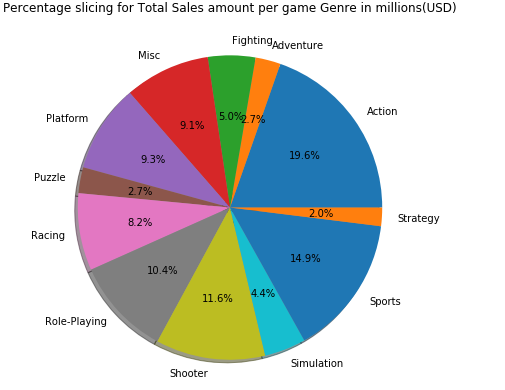 Percentage slicing for Total Sales amount per game Genre in millions(USD)
Fighting
Adventure
Misc
Action
Platform
Puzzle
Racing
Role-Playing
Shooter
Simulation
Sports
Strategy
5.0%
2.7%
9.1%
19.6%
9.3%
2.7%
8.2%
10.4%
11.6%
4.4%
14.9%
2.0%